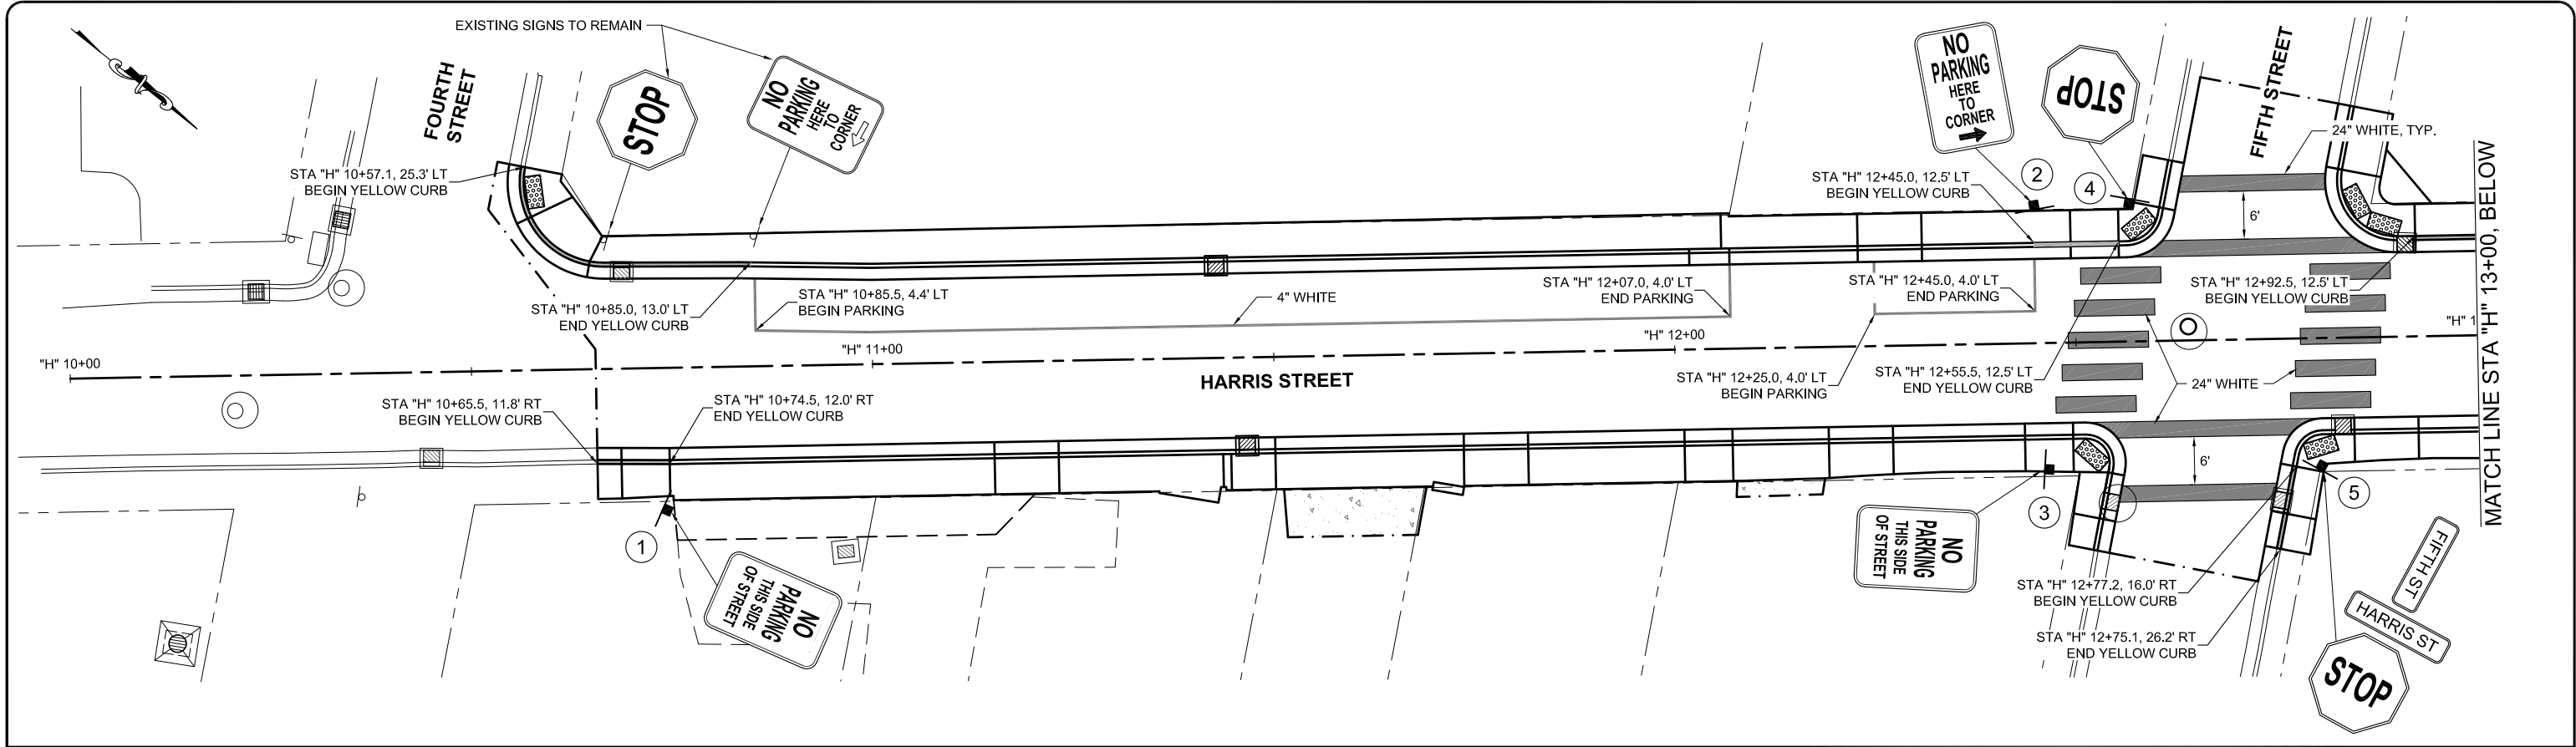 EXISTING SIGNS TO REMAIN
FOURTH
STREET
STOP
NO
PARKING
HERE
TO
CORNER
NO
PARKING
HERE
TO
CORNER
STOP
FIFTH STREET
24" WHITE, TYP.
STA "H" 10+57.1, 25.3' LT
BEGIN YELLOW CURB
STA "H" 12+45.0, 12.5' LT
BEGIN YELLOW CURB
2
4
6'
STA "H" 10+85.0, 13.0' LT
END YELLOW CURB
STA "H" 10+85.5, 4.4' LT
BEGIN PARKING
4" WHITE
STA "H" 12+07.0, 4.0' LT
END PARKING
STA "H" 12+45.0, 4.0' LT
END PARKING
STA "H" 12+92.5, 12.5' LT
BEGIN YELLOW CURB
"H" 10+00
"H" 11+00
"H" 12+00
"H" 1
MATCH LINE STA "H" 13+00, BELOW
HARRIS STREET
STA "H" 12+25.0, 4.0' LT
BEGIN PARKING
STA "H" 12+55.5, 12.5' LT
END YELLOW CURB
24" WHITE
STA "H" 10+65.5, 11.8' RT
BEGIN YELLOW CURB
STA "H" 10+74.5, 12.0' RT
END YELLOW CURB
6'
1
3
5
NO
PARKING
THIS SIDE
OF STREET
NO
PARKING
THIS SIDE
OF STREET
STA "H" 12+77.2, 16.0' RT
BEGIN YELLOW CURB
STA "H" 12+75.1, 26.2' RT
END YELLOW CURB
FIFTH ST
HARRIS ST
STOP